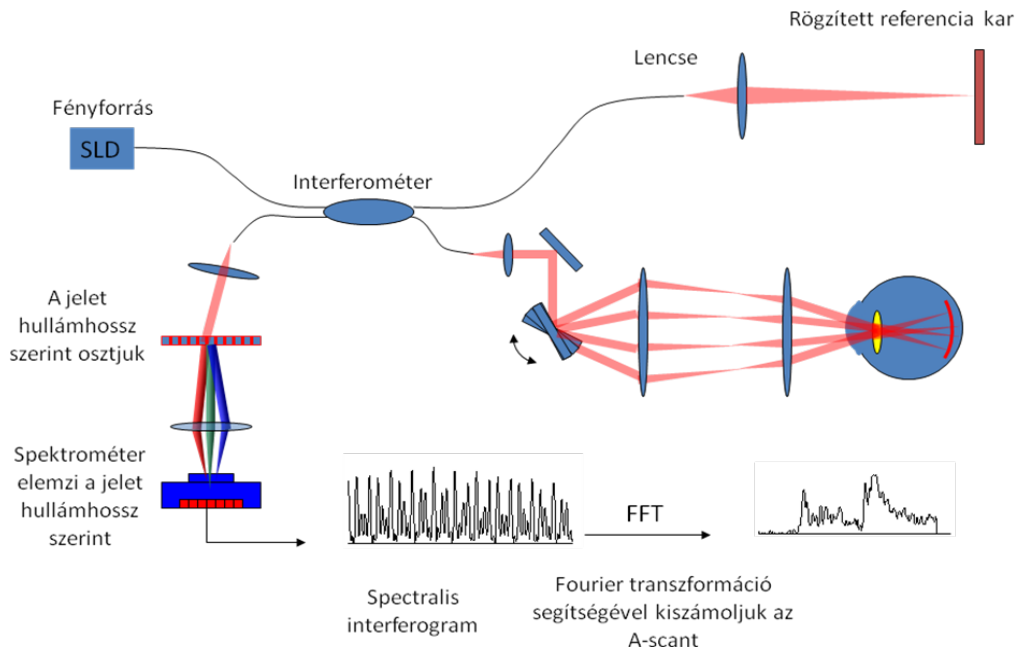 Rögzített referencia kar
Lencse
Fényforrás
SLD
Interferométer
A jelet
hullámhossz
szerint osztjuk
Spektrométer
elemzi a jelet
hullámhossz
szerint
FFT
Spectralis
interferogram
Fourier transzformáció
segítségével kiszámoljuk az
A-scant